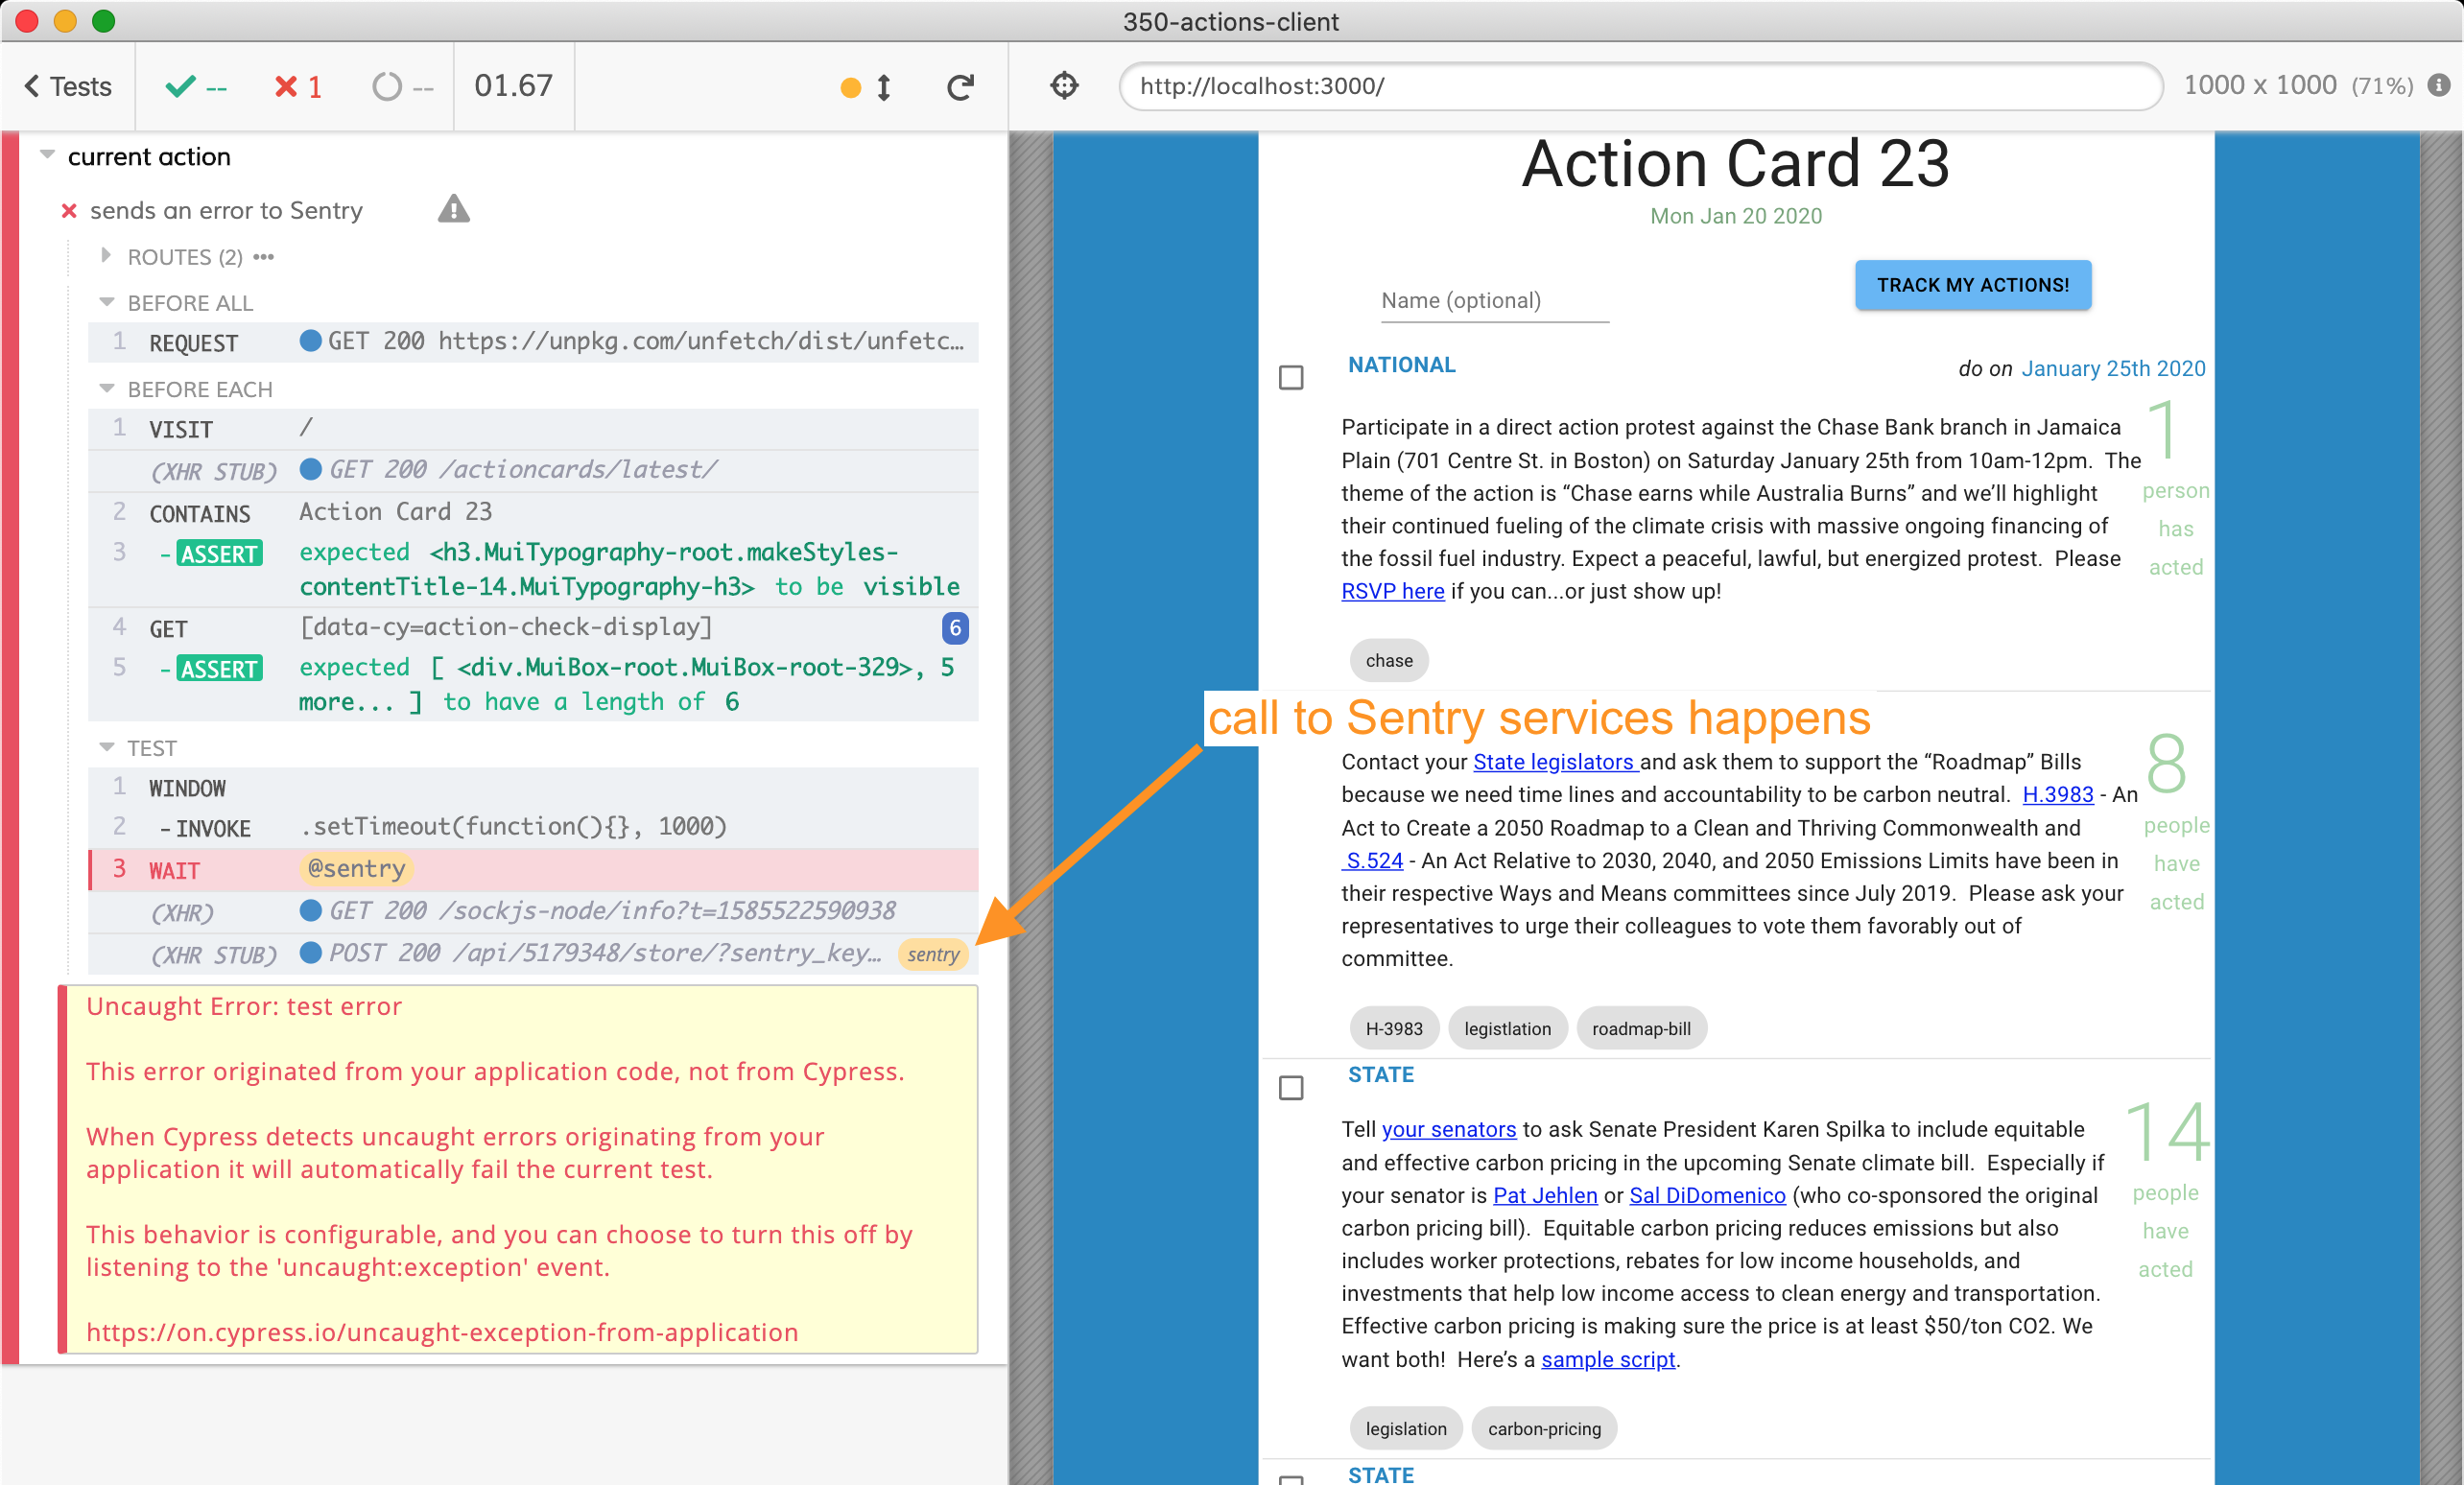 350-actions-client
Tests
--
1
--
01.67
http://localhost:3000/
1000 x 1000 (71%)
current action
sends an error to Sentry
ROUTES (2) •••
BEFORE ALL
1 REQUEST GET 200 https://unpkg.com/unfetch/dist/unfetc…
BEFORE EACH
1 VISIT /
(XHR STUB) GET 200 /actioncards/latest/
2 CONTAINS Action Card 23
3 - ASSERT expected <h3.MuiTypography-root.makeStyles-
contentTitle-14.MuiTypography-h3> to be visible
4 GET [data-cy=action-check-display] 6
5 - ASSERT expected [ <div.MuiBox-root.MuiBox-root-329>, 5
more... ] to have a length of 6
TEST
1 WINDOW
2 - INVOKE .setTimeout(function(){}, 1000)
3 WAIT @sentry
(XHR) GET 200 /sockjs-node/info?t=1585522590938
(XHR STUB) POST 200 /api/5179348/store/?sentry_key… sentry
Uncaught Error: test error
This error originated from your application code, not from Cypress.
When Cypress detects uncaught errors originating from your
application it will automatically fail the current test.
This behavior is configurable, and you can choose to turn this off by
listening to the 'uncaught:exception' event.
https://on.cypress.io/uncaught-exception-from-application
Action Card 23
Mon Jan 20 2020
Name (optional)
TRACK MY ACTIONS!
NATIONAL
do on January 25th 2020
Participate in a direct action protest against the Chase Bank branch in Jamaica
Plain (701 Centre St. in Boston) on Saturday January 25th from 10am-12pm. The
theme of the action is “Chase earns while Australia Burns” and we’ll highlight
their continued fueling of the climate crisis with massive ongoing financing of
the fossil fuel industry. Expect a peaceful, lawful, but energized protest. Please
RSVP here if you can...or just show up!
1
person
has
acted
chase
call to Sentry services happens
Contact your State legislators and ask them to support the “Roadmap” Bills
because we need time lines and accountability to be carbon neutral. H.3983 - An
Act to Create a 2050 Roadmap to a Clean and Thriving Commonwealth and
S.524 - An Act Relative to 2030, 2040, and 2050 Emissions Limits have been in
their respective Ways and Means committees since July 2019. Please ask your
representatives to urge their colleagues to vote them favorably out of
committee.
8
people
have
acted
H-3983 legistlation roadmap-bill
STATE
Tell your senators to ask Senate President Karen Spilka to include equitable
and effective carbon pricing in the upcoming Senate climate bill. Especially if
your senator is Pat Jehlen or Sal DiDomenico (who co-sponsored the original
carbon pricing bill). Equitable carbon pricing reduces emissions but also
includes worker protections, rebates for low income households, and
investments that help low income access to clean energy and transportation.
Effective carbon pricing is making sure the price is at least $50/ton CO2. We
want both! Here’s a sample script.
14
people
have
acted
legislation carbon-pricing
STATE